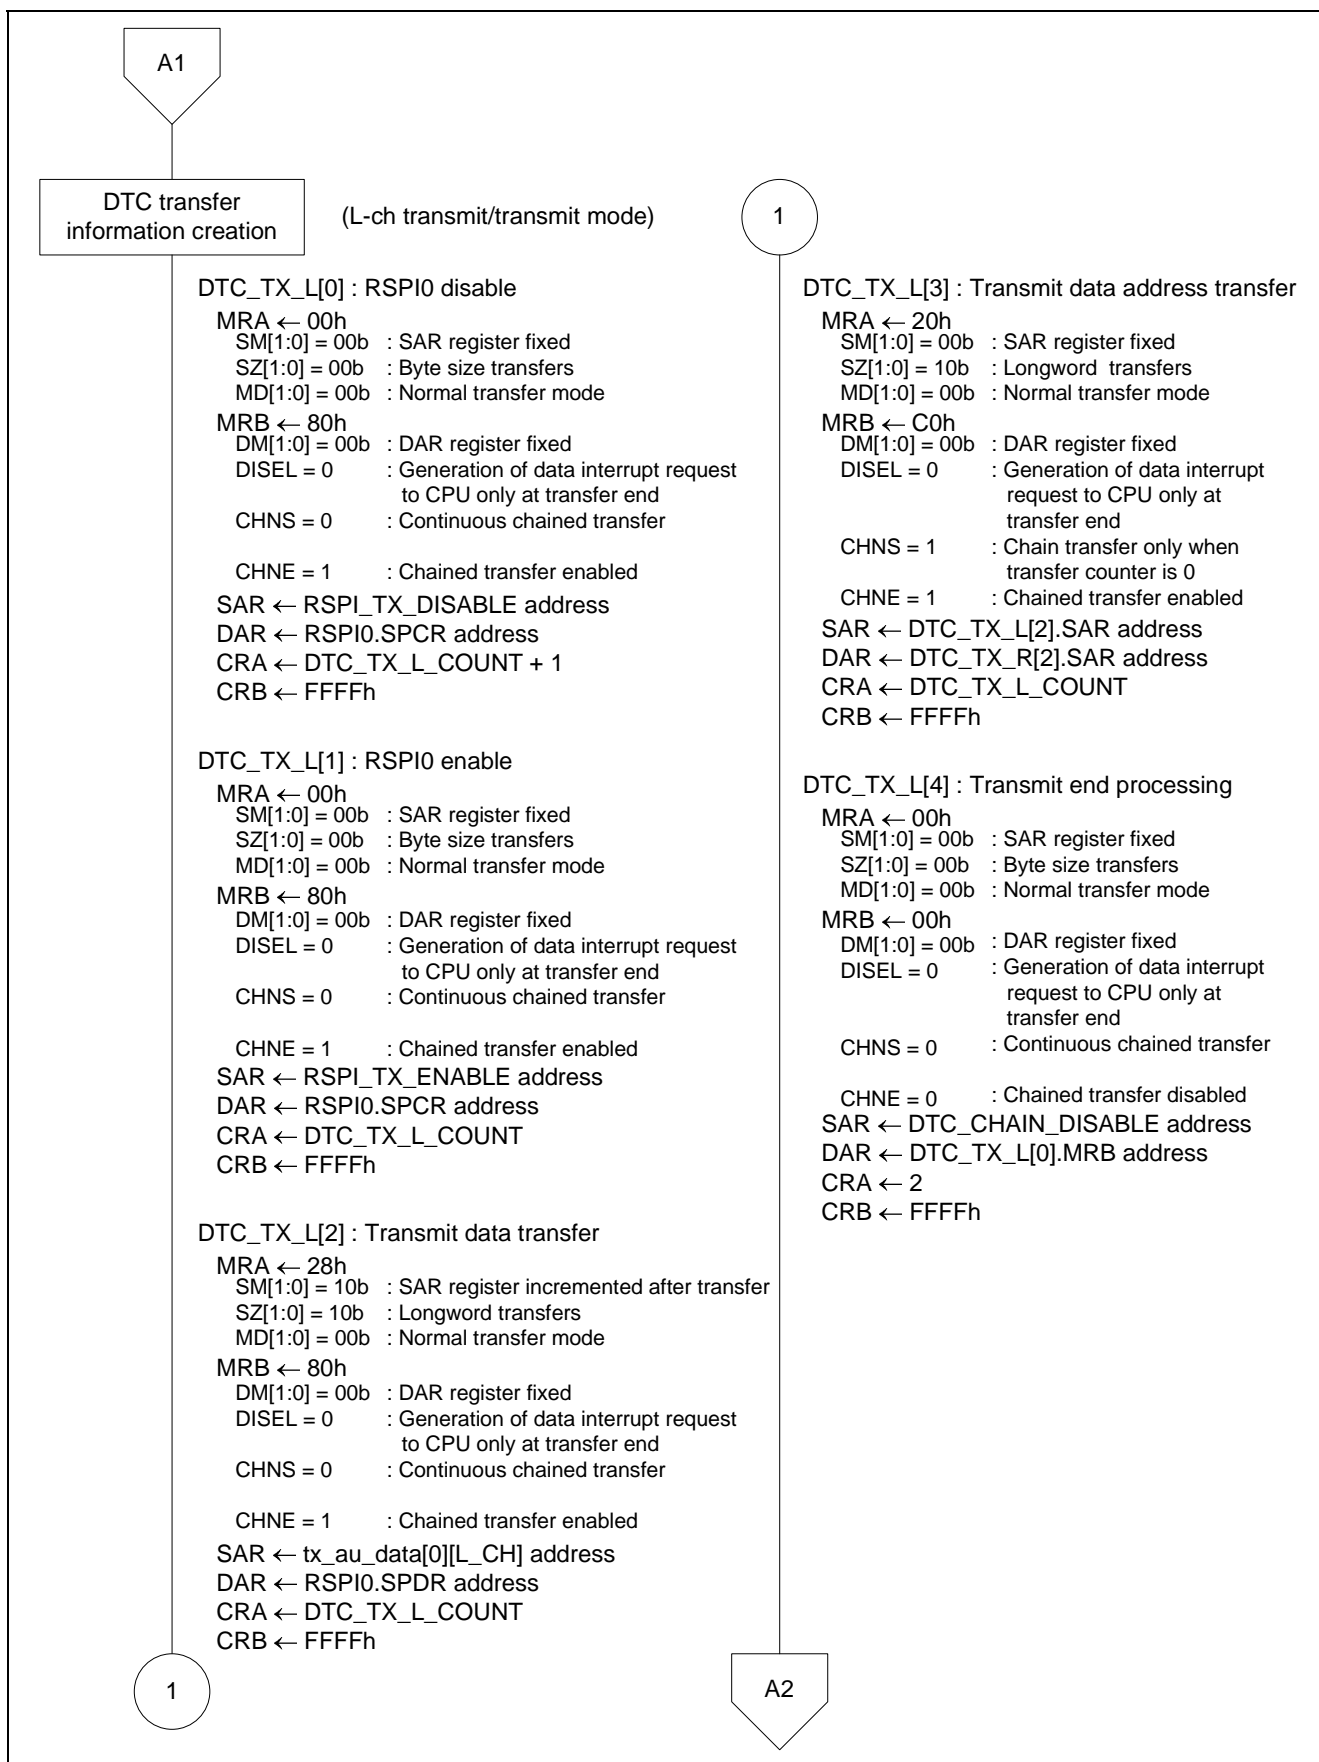 A1
DTC transfer
information creation
(L-ch transmit/transmit mode)
DTC_TX_L[0] : RSPI0 disable
MRA ← 00h
SM[1:0] = 00b : SAR register fixed
SZ[1:0] = 00b : Byte size transfers
MD[1:0] = 00b : Normal transfer mode
MRB ← 80h
DM[1:0] = 00b : DAR register fixed
DISEL = 0 : Generation of data interrupt request
to CPU only at transfer end
CHNS = 0 : Continuous chained transfer
CHNE = 1 : Chained transfer enabled
SAR ← RSPI_TX_DISABLE address
DAR ← RSPI0.SPCR address
CRA ← DTC_TX_L_COUNT + 1
CRB ← FFFFh
DTC_TX_L[1] : RSPI0 enable
MRA ← 00h
SM[1:0] = 00b : SAR register fixed
SZ[1:0] = 00b : Byte size transfers
MD[1:0] = 00b : Normal transfer mode
MRB ← 80h
DM[1:0] = 00b : DAR register fixed
DISEL = 0 : Generation of data interrupt request
to CPU only at transfer end
CHNS = 0 : Continuous chained transfer
CHNE = 1 : Chained transfer enabled
SAR ← RSPI_TX_ENABLE address
DAR ← RSPI0.SPCR address
CRA ← DTC_TX_L_COUNT
CRB ← FFFFh
DTC_TX_L[2] : Transmit data transfer
MRA ← 28h
SM[1:0] = 10b : SAR register incremented after transfer
SZ[1:0] = 10b : Longword transfers
MD[1:0] = 00b : Normal transfer mode
MRB ← 80h
DM[1:0] = 00b : DAR register fixed
DISEL = 0 : Generation of data interrupt request
to CPU only at transfer end
CHNS = 0 : Continuous chained transfer
CHNE = 1 : Chained transfer enabled
SAR ← tx_au_data[0][L_CH] address
DAR ← RSPI0.SPDR address
CRA ← DTC_TX_L_COUNT
CRB ← FFFFh
1
1
DTC_TX_L[3] : Transmit data address transfer
MRA ← 20h
SM[1:0] = 00b : SAR register fixed
SZ[1:0] = 10b : Longword transfers
MD[1:0] = 00b : Normal transfer mode
MRB ← C0h
DM[1:0] = 00b : DAR register fixed
DISEL = 0 : Generation of data interrupt
request to CPU only at
transfer end
CHNS = 1 : Chain transfer only when
transfer counter is 0
CHNE = 1 : Chained transfer enabled
SAR ← DTC_TX_L[2].SAR address
DAR ← DTC_TX_R[2].SAR address
CRA ← DTC_TX_L_COUNT
CRB ← FFFFh
DTC_TX_L[4] : Transmit end processing
MRA ← 00h
SM[1:0] = 00b : SAR register fixed
SZ[1:0] = 00b : Byte size transfers
MD[1:0] = 00b : Normal transfer mode
MRB ← 00h
DM[1:0] = 00b : DAR register fixed
DISEL = 0 : Generation of data interrupt
request to CPU only at
transfer end
CHNS = 0 : Continuous chained transfer
CHNE = 0 : Chained transfer disabled
SAR ← DTC_CHAIN_DISABLE address
DAR ← DTC_TX_L[0].MRB address
CRA ← 2
CRB ← FFFFh
A2